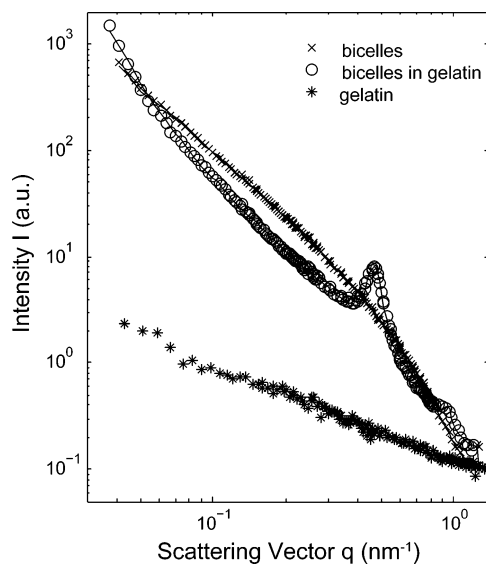 10³
× bicelles
○ bicelles in gelatin
✳ gelatin
10²
10¹
10⁰
10⁻¹
10⁻¹ 10⁰
Intensity I (a.u.)
Scattering Vector q (nm⁻¹)